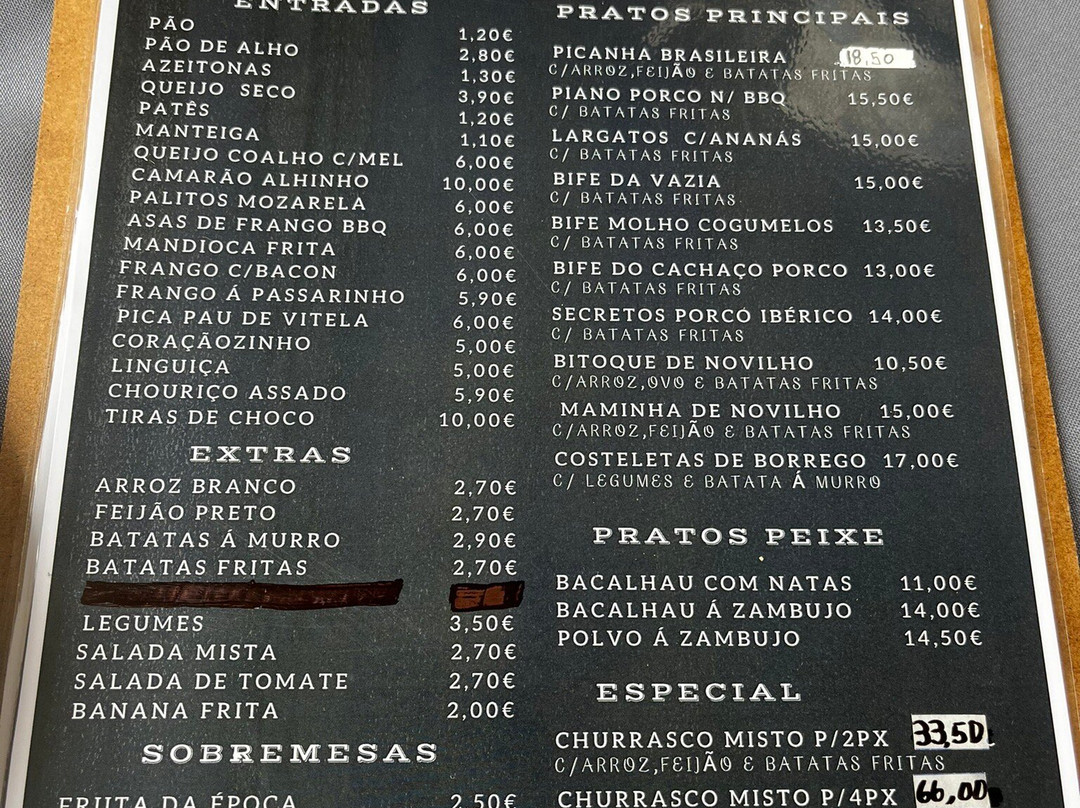 ENTRADAS
PÃO 1,20€
PÃO DE ALHO 2,80€
AZEITONAS 1,30€
QUEIJO SECO 3,90€
PATÊS 1,20€
MANTEIGA 1,10€
QUEIJO COALHO C/MEL 6,00€
CAMARÃO ALHINHO 10,00€
PALITOS MOZARELA 6,00€
ASAS DE FRANGO BBQ 6,00€
MANDIOCA FRITA 6,00€
FRANGO C/BACON 6,00€
FRANGO Á PASSARINHO 5,90€
PICA PAU DE VITELA 6,00€
CORAÇÃOZINHO 5,00€
LINGUIÇA 5,00€
CHOURIÇO ASSADO 5,90€
TIRAS DE CHOCO 10,00€
EXTRAS
ARROZ BRANCO 2,70€
FEIJÃO PRETO 2,70€
BATATAS Á MURRO 2,90€
BATATAS FRITAS 2,70€
LEGUMES 3,50€
SALADA MISTA 2,70€
SALADA DE TOMATE 2,70€
BANANA FRITA 2,00€
SOBREMESAS
FRUTA DA ÉPOCA 2,50€
PRATOS PRINCIPAIS
PICANHA BRASILEIRA 18,50
C/ARROZ,FEIJÃO E BATATAS FRITAS
PIANO PORCO N/ BBQ 15,50€
C/ BATATAS FRITAS
LARGATOS C/ANANÁS 15,00€
C/ BATATAS FRITAS
BIFE DA VAZIA 15,00€
C/ BATATAS FRITAS
BIFE MOLHO COGUMELOS 13,50€
C/ BATATAS FRITAS
BIFE DO CACHAÇO PORCO 13,00€
C/ BATATAS FRITAS
SECRETOS PORCO IBÉRICO 14,00€
C/ BATATAS FRITAS
BITOQUE DE NOVILHO 10,50€
C/ARROZ,OVO E BATATAS FRITAS
MAMINHA DE NOVILHO 15,00€
C/ARROZ,FEIJÃO E BATATAS FRITAS
COSTELETAS DE BORREGO 17,00€
C/ LEGUMES E BATATA Á MURRO
PRATOS PEIXE
BACALHAU COM NATAS 11,00€
BACALHAU Á ZAMBUJO 14,00€
POLVO Á ZAMBUJO 14,50€
ESPECIAL
CHURRASCO MISTO P/2PX 33,50
C/ARROZ,FEIJÃO E BATATAS FRITAS
CHURRASCO MISTO P/4PX 66,00